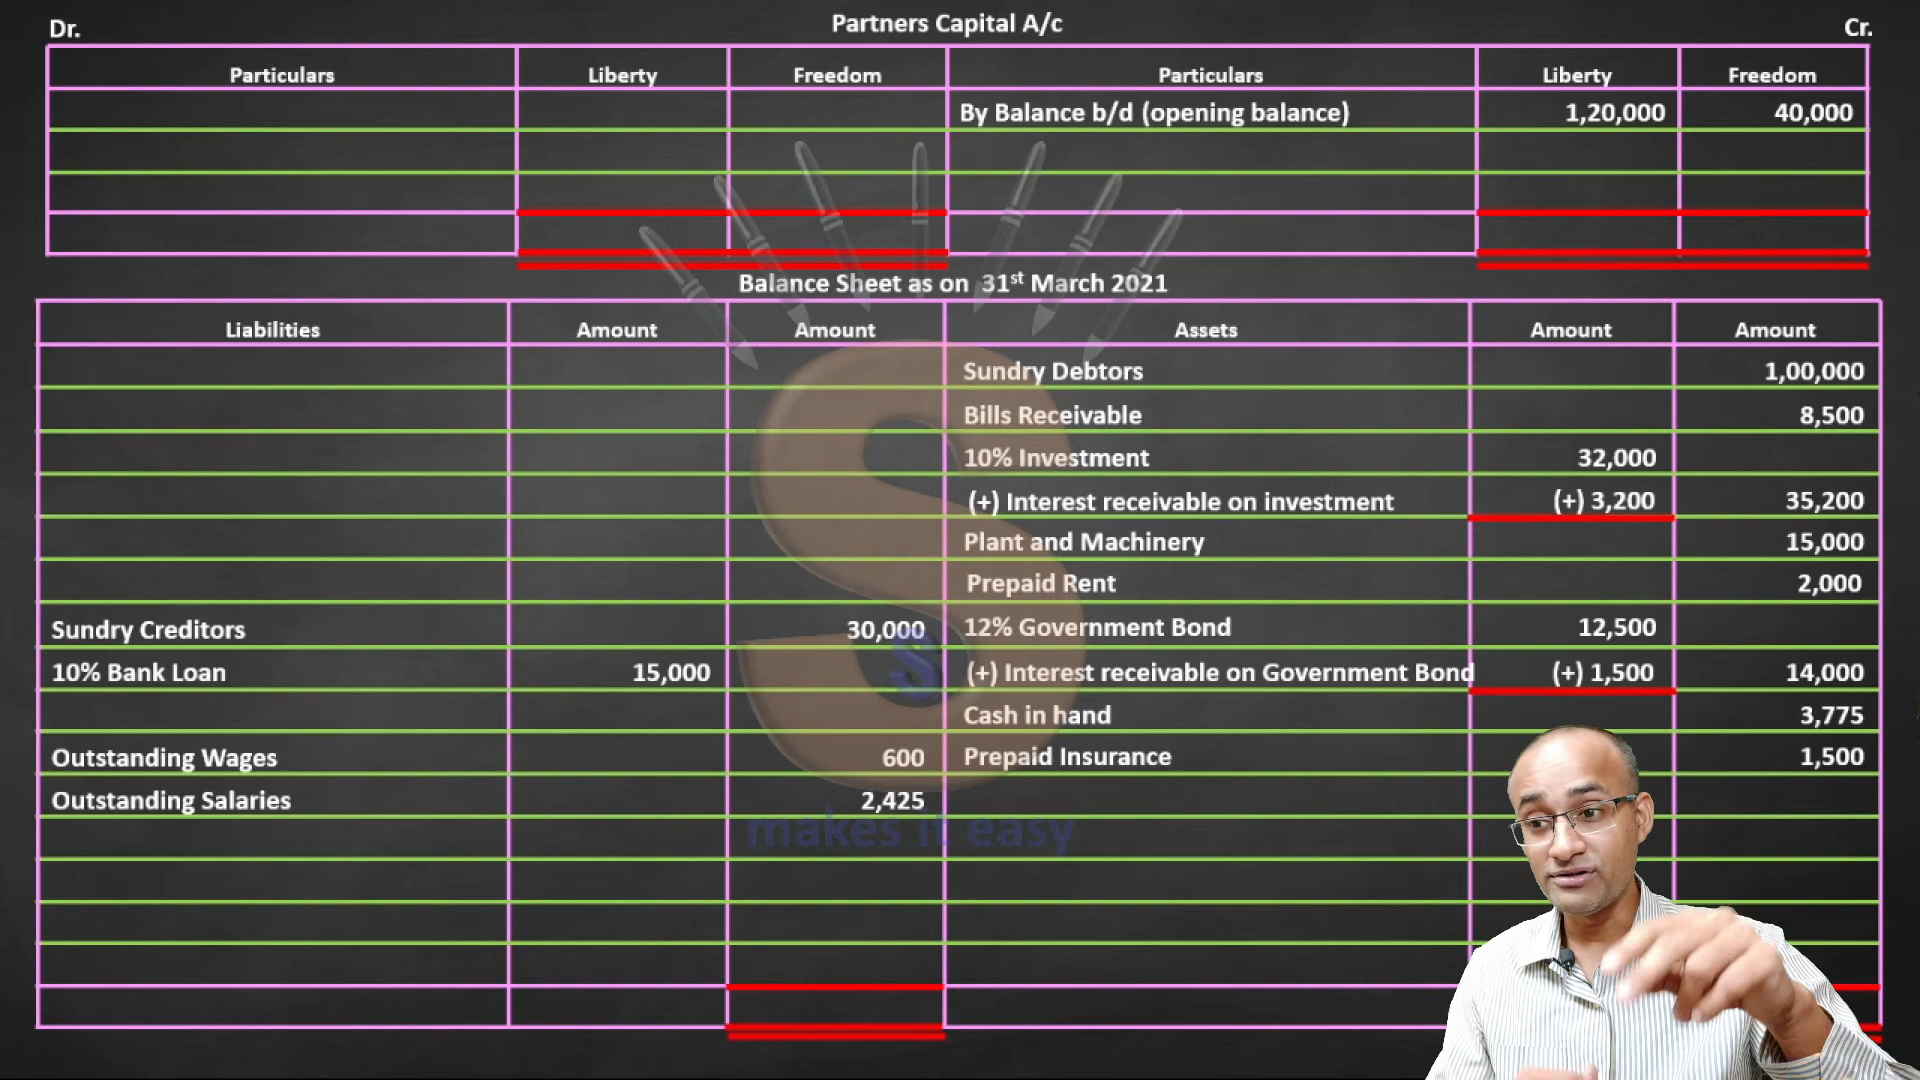 Dr. Partners Capital A/c Cr.
Particulars Liberty Freedom Particulars Liberty Freedom
By Balance b/d (opening balance) 1,20,000 40,000
Balance Sheet as on 31st March 2021
Liabilities Amount Amount Assets Amount Amount
Sundry Debtors 1,00,000
Bills Receivable 8,500
10% Investment 32,000
(+) Interest receivable on investment (+) 3,200 35,200
Plant and Machinery 15,000
Prepaid Rent 2,000
Sundry Creditors 30,000 12% Government Bond 12,500
10% Bank Loan 15,000 (+) Interest receivable on Government Bond (+) 1,500 14,000
Cash in hand 3,775
Outstanding Wages 600 Prepaid Insurance 1,500
Outstanding Salaries 2,425
S
S
makes it easy